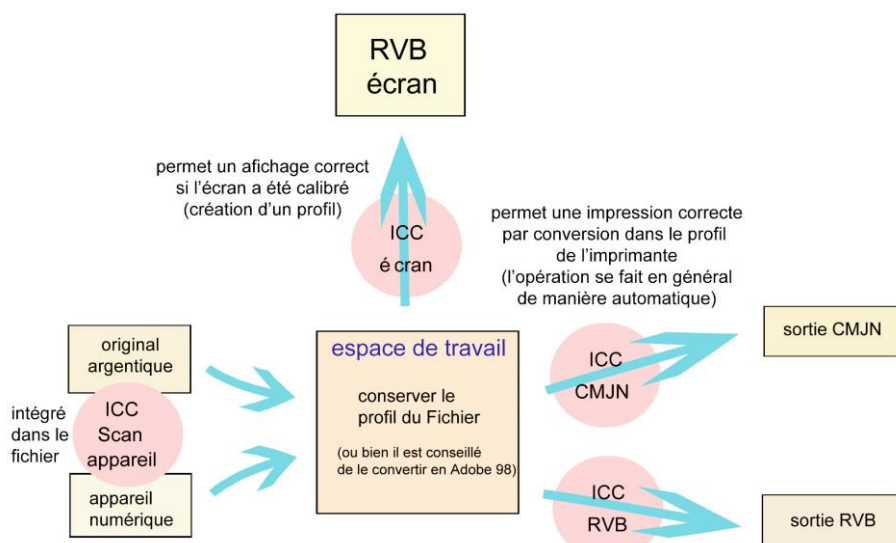 RVB
écran
permet un afichage correct
si l'écran a été calibré
(création d'un profil)
ICC
é cran
permet une impression correcte
par conversion dans le profil
de l'imprimante
(l'opération se fait en général
de manière automatique)
original
argentique
intégré
dans le
fichier
ICC
Scan
appareil
appareil
numérique
espace de travail
conserver le
profil du Fichier
(ou bien il est conseillé
de le convertir en Adobe 98)
ICC
CMJN
sortie CMJN
ICC
RVB
sortie RVB